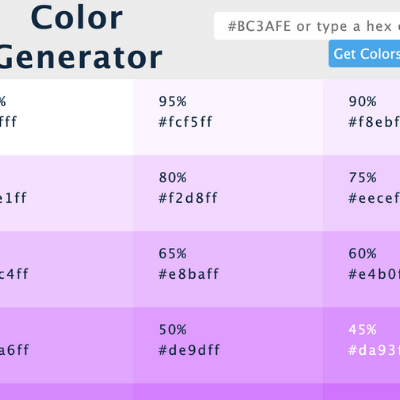 Color
Generator
#BC3AFE or type a hex
Get Colors
% 95% 90%
fff #fcf5ff #f8ebf
80% 75%
e1ff #f2d8ff #eecef
65% 60%
c4ff #e8baff #e4b0f
50% 45%
a6ff #de9dff #da93f